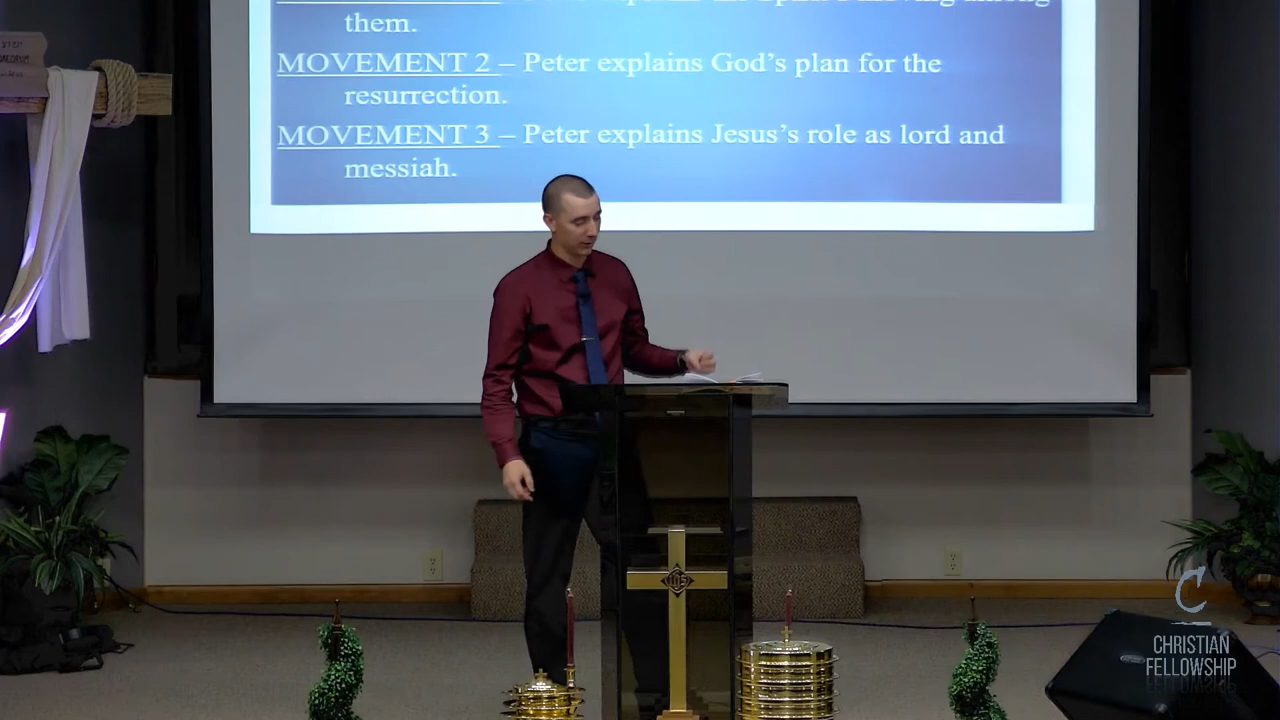 them.
MOVEMENT 2 – Peter explains God's plan for the
resurrection.
MOVEMENT 3 – Peter explains Jesus's role as lord and
messiah.
IHS
C
CHRISTIAN
FELLOWSHIP